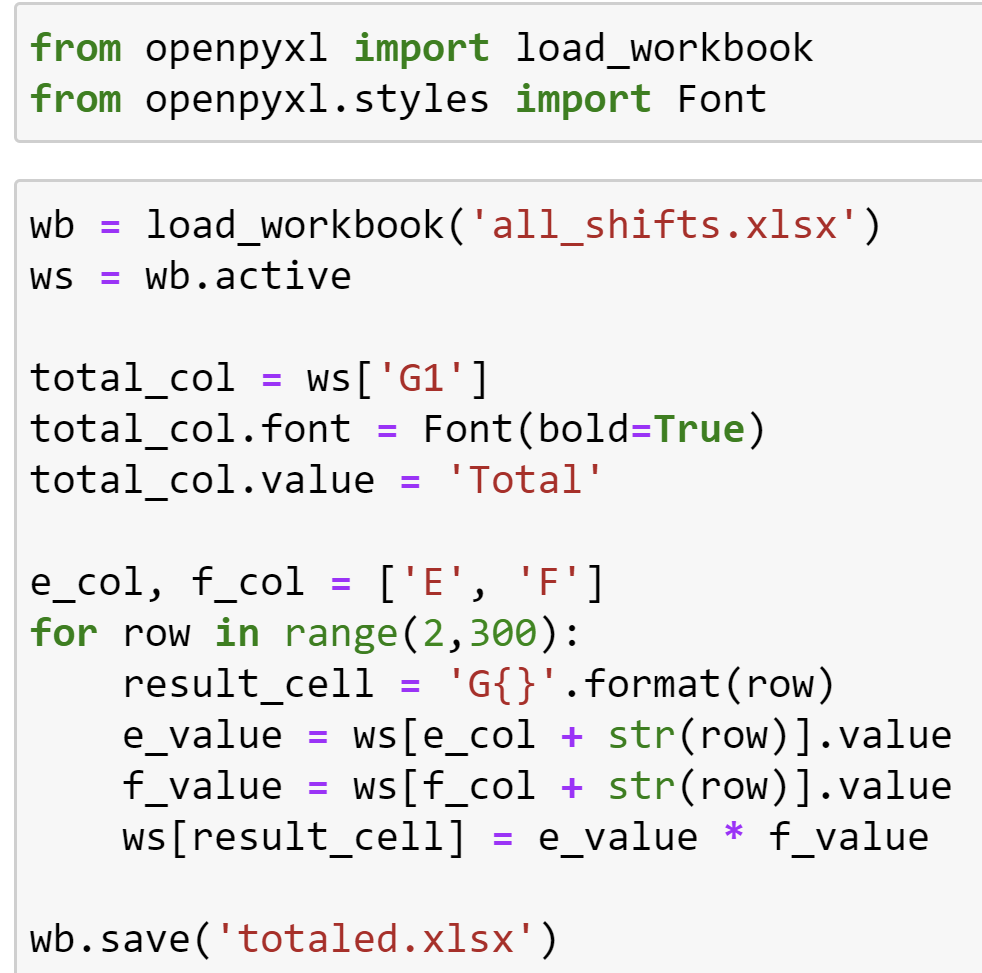 from openpyxl import load_workbook
from openpyxl.styles import Font
wb = load_workbook('all_shifts.xlsx')
ws = wb.active
total_col = ws['G1']
total_col.font = Font(bold=True)
total_col.value = 'Total'
e_col, f_col = ['E', 'F']
for row in range(2,300):
    result_cell = 'G{}'.format(row)
    e_value = ws[e_col + str(row)].value
    f_value = ws[f_col + str(row)].value
    ws[result_cell] = e_value * f_value
wb.save('totaled.xlsx')